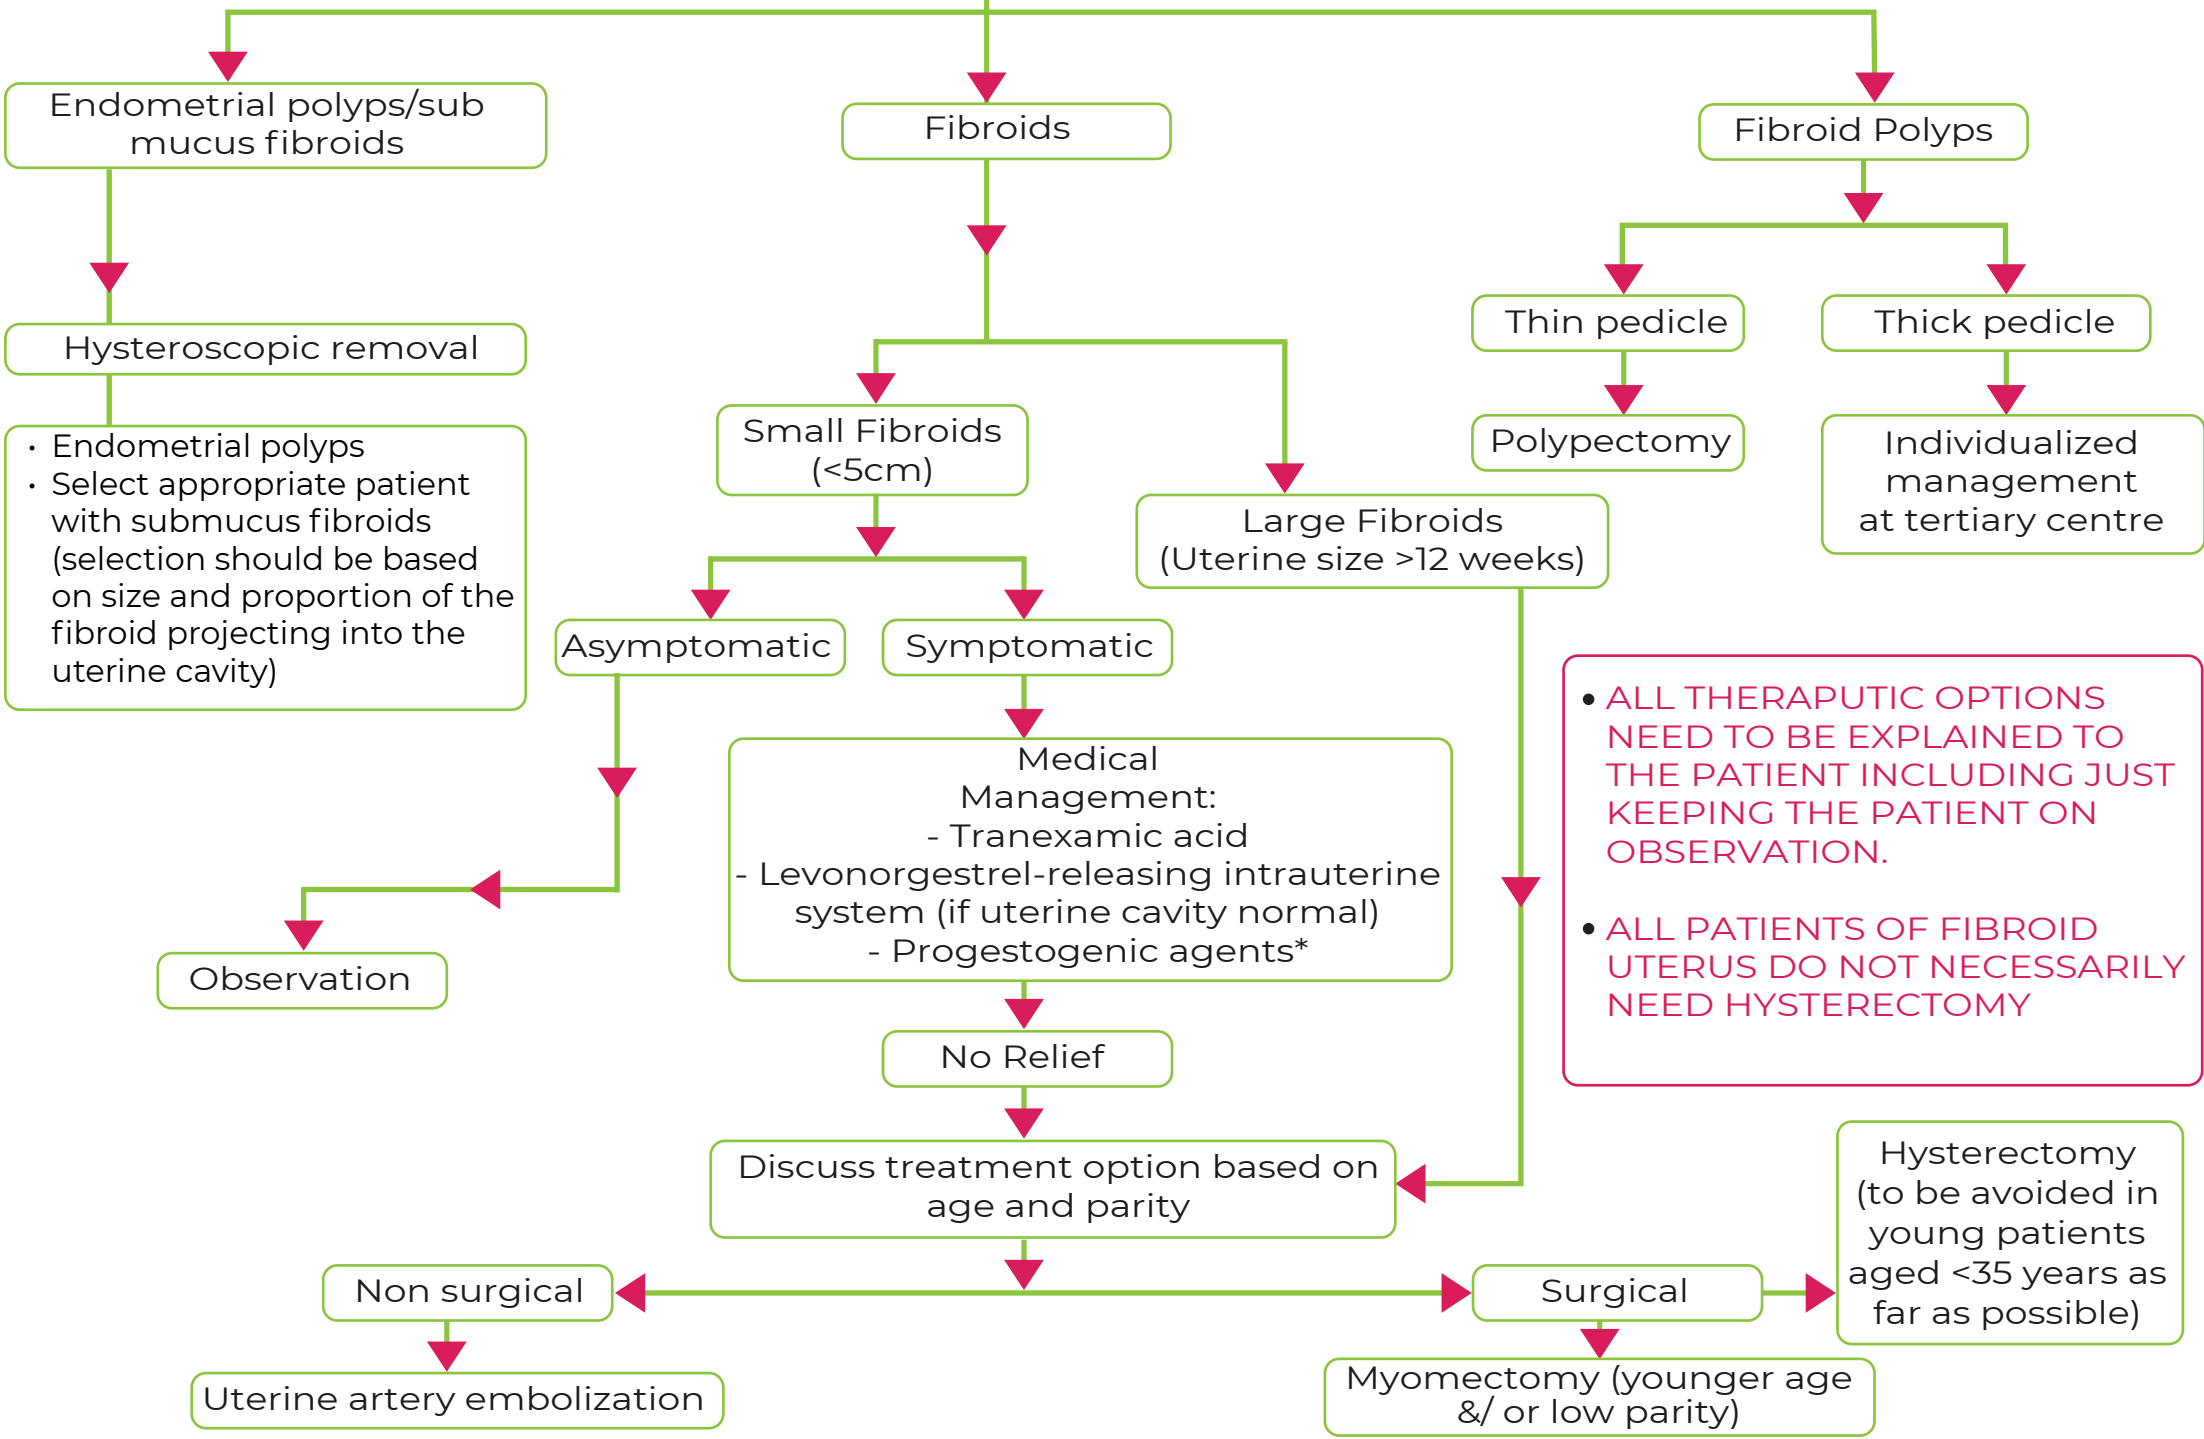 Endometrial polyps/sub
mucus fibroids
Fibroids
Fibroid Polyps
Hysteroscopic removal
Thin pedicle
Thick pedicle
· Endometrial polyps
· Select appropriate patient
with submucus fibroids
(selection should be based
on size and proportion of the
fibroid projecting into the
uterine cavity)
Small Fibroids
(<5cm)
Polypectomy
Individualized
management
at tertiary centre
Large Fibroids
(Uterine size >12 weeks)
Asymptomatic
Symptomatic
• ALL THERAPUTIC OPTIONS
NEED TO BE EXPLAINED TO
THE PATIENT INCLUDING JUST
KEEPING THE PATIENT ON
OBSERVATION.
• ALL PATIENTS OF FIBROID
UTERUS DO NOT NECESSARILY
NEED HYSTERECTOMY
Medical
Management:
- Tranexamic acid
- Levonorgestrel-releasing intrauterine
system (if uterine cavity normal)
- Progestogenic agents*
Observation
No Relief
Discuss treatment option based on
age and parity
Hysterectomy
(to be avoided in
young patients
aged <35 years as
far as possible)
Non surgical
Surgical
Uterine artery embolization
Myomectomy (younger age
&/ or low parity)